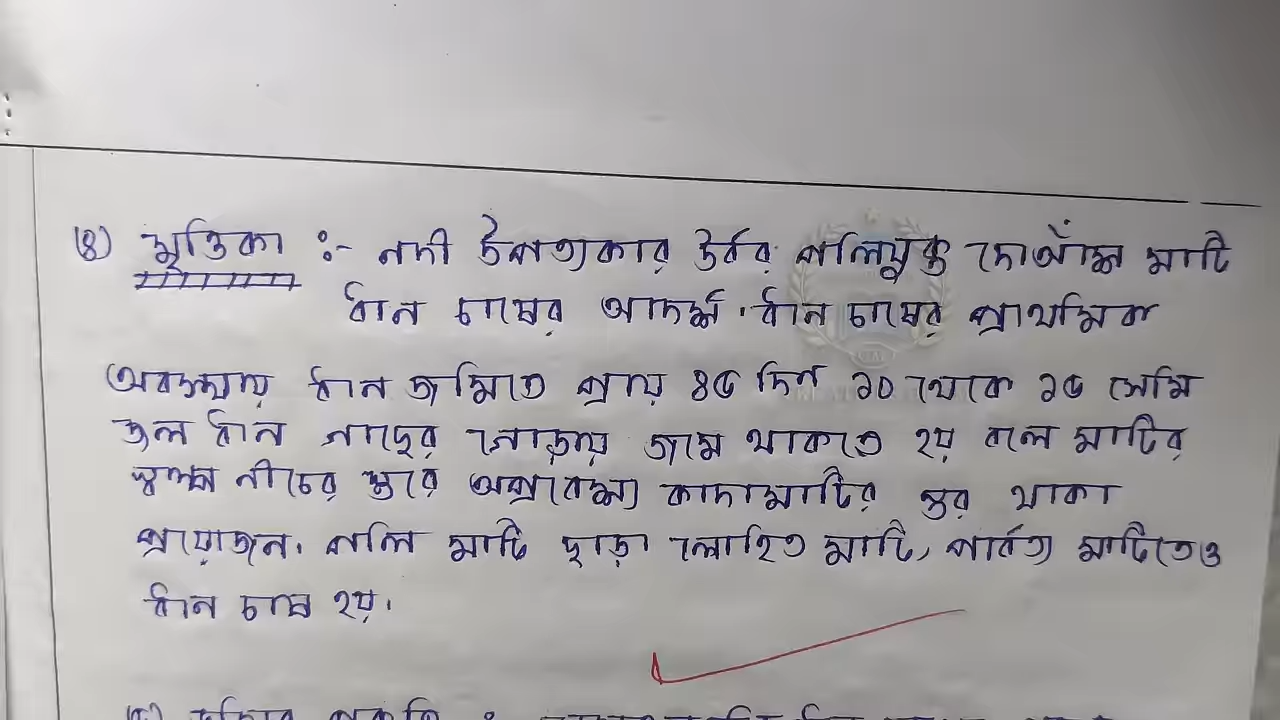 (৪) মৃত্তিকা :- নদী উপত্যকার উর্বর পলিযুক্ত দোআঁশ মাটি
ধান চাষের আদর্শ। ধান চাষের প্রাথমিক
অবস্থায় ধান জমিতে প্রায় ৪৫ দিন ১০ থেকে ১৫ সেমি
জল ধান গাছের গোড়ায় জমে থাকতে হয় বলে মাটির
স্বল্প নীচের স্তরে অপ্রবেশ্য কাদামাটির স্তর থাকা
প্রয়োজন। পলি মাটি ছাড়া লোহিত মাটি, পার্বত্য মাটিতেও
ধান চাষ হয়।